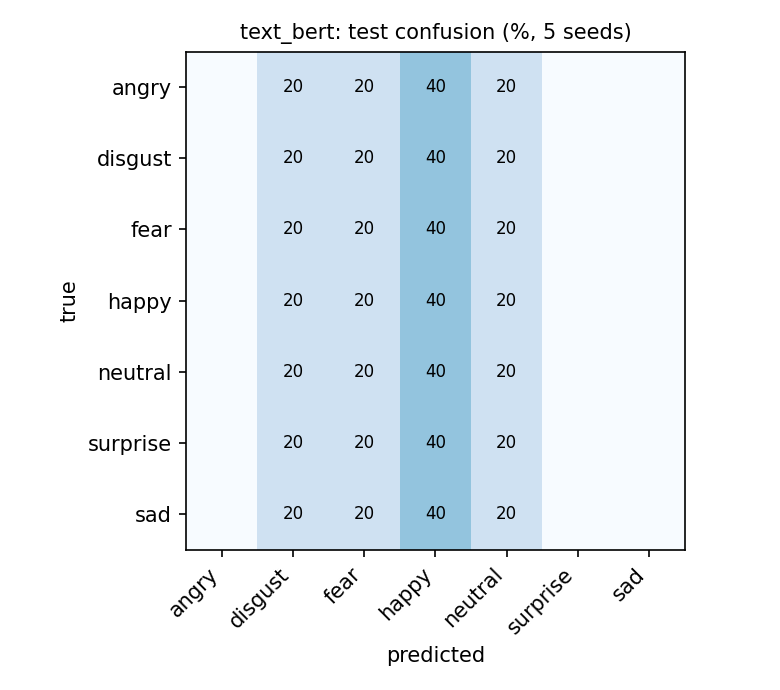 text_bert: test confusion (%, 5 seeds)
angry 20 20 40 20
disgust 20 20 40 20
fear 20 20 40 20
happy 20 20 40 20
neutral 20 20 40 20
surprise 20 20 40 20
sad 20 20 40 20
true
angry disgust fear happy neutral surprise sad
predicted